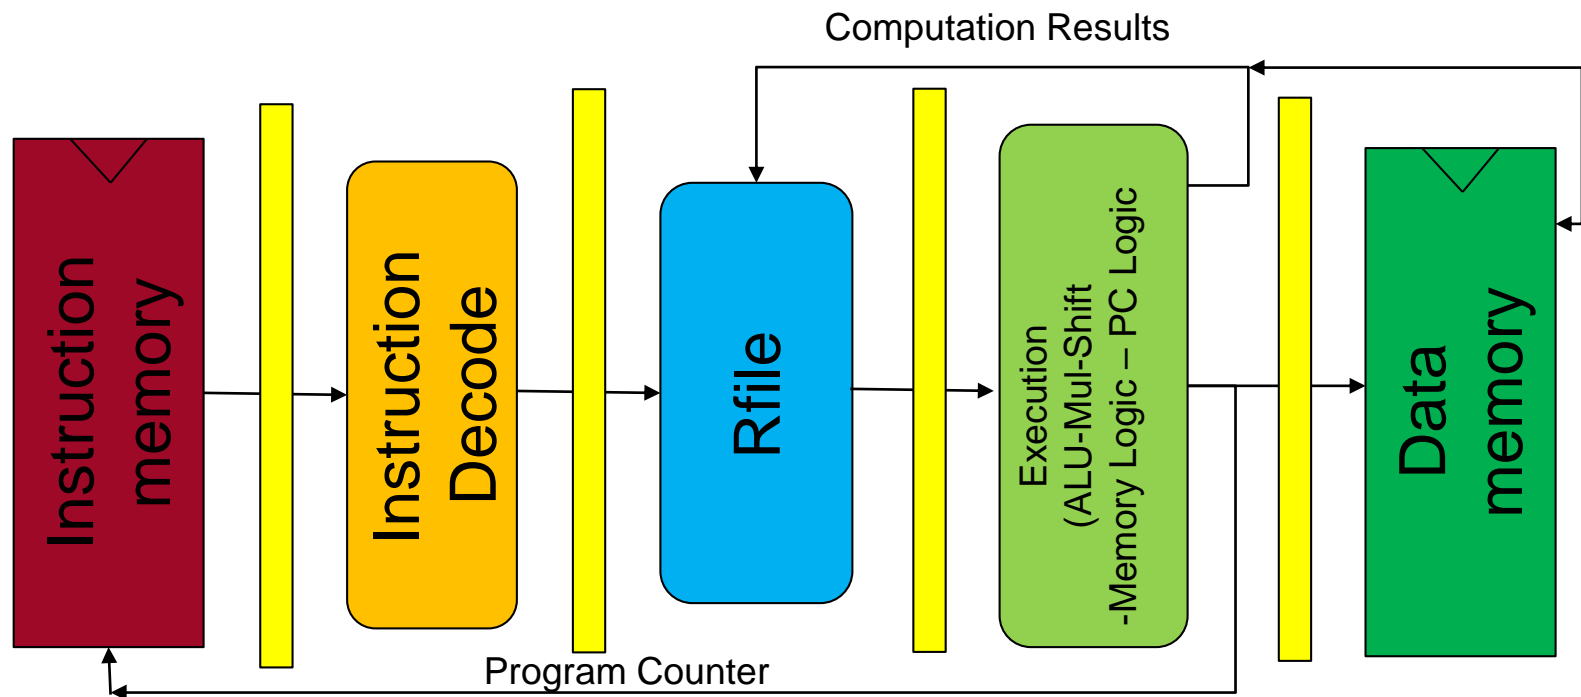 Computation Results
Instruction
memory
Instruction
Decode
Rfile
Execution
(ALU-Mul-Shift
-Memory Logic – PC Logic
Data
memory
Program Counter